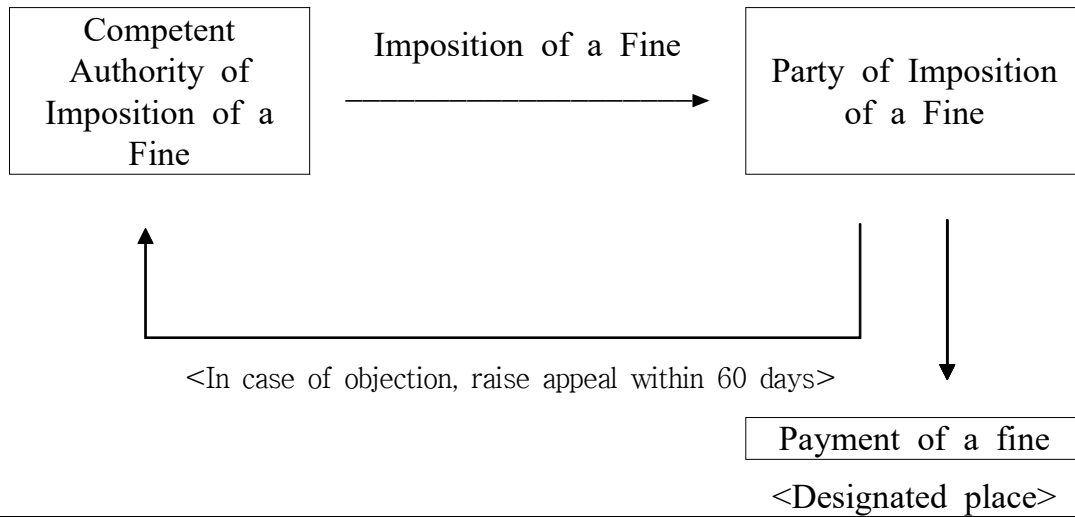 Competent
Authority of
Imposition of a
Fine
Imposition of a Fine
Party of Imposition
of a Fine
<In case of objection, raise appeal within 60 days>
Payment of a fine
<Designated place>